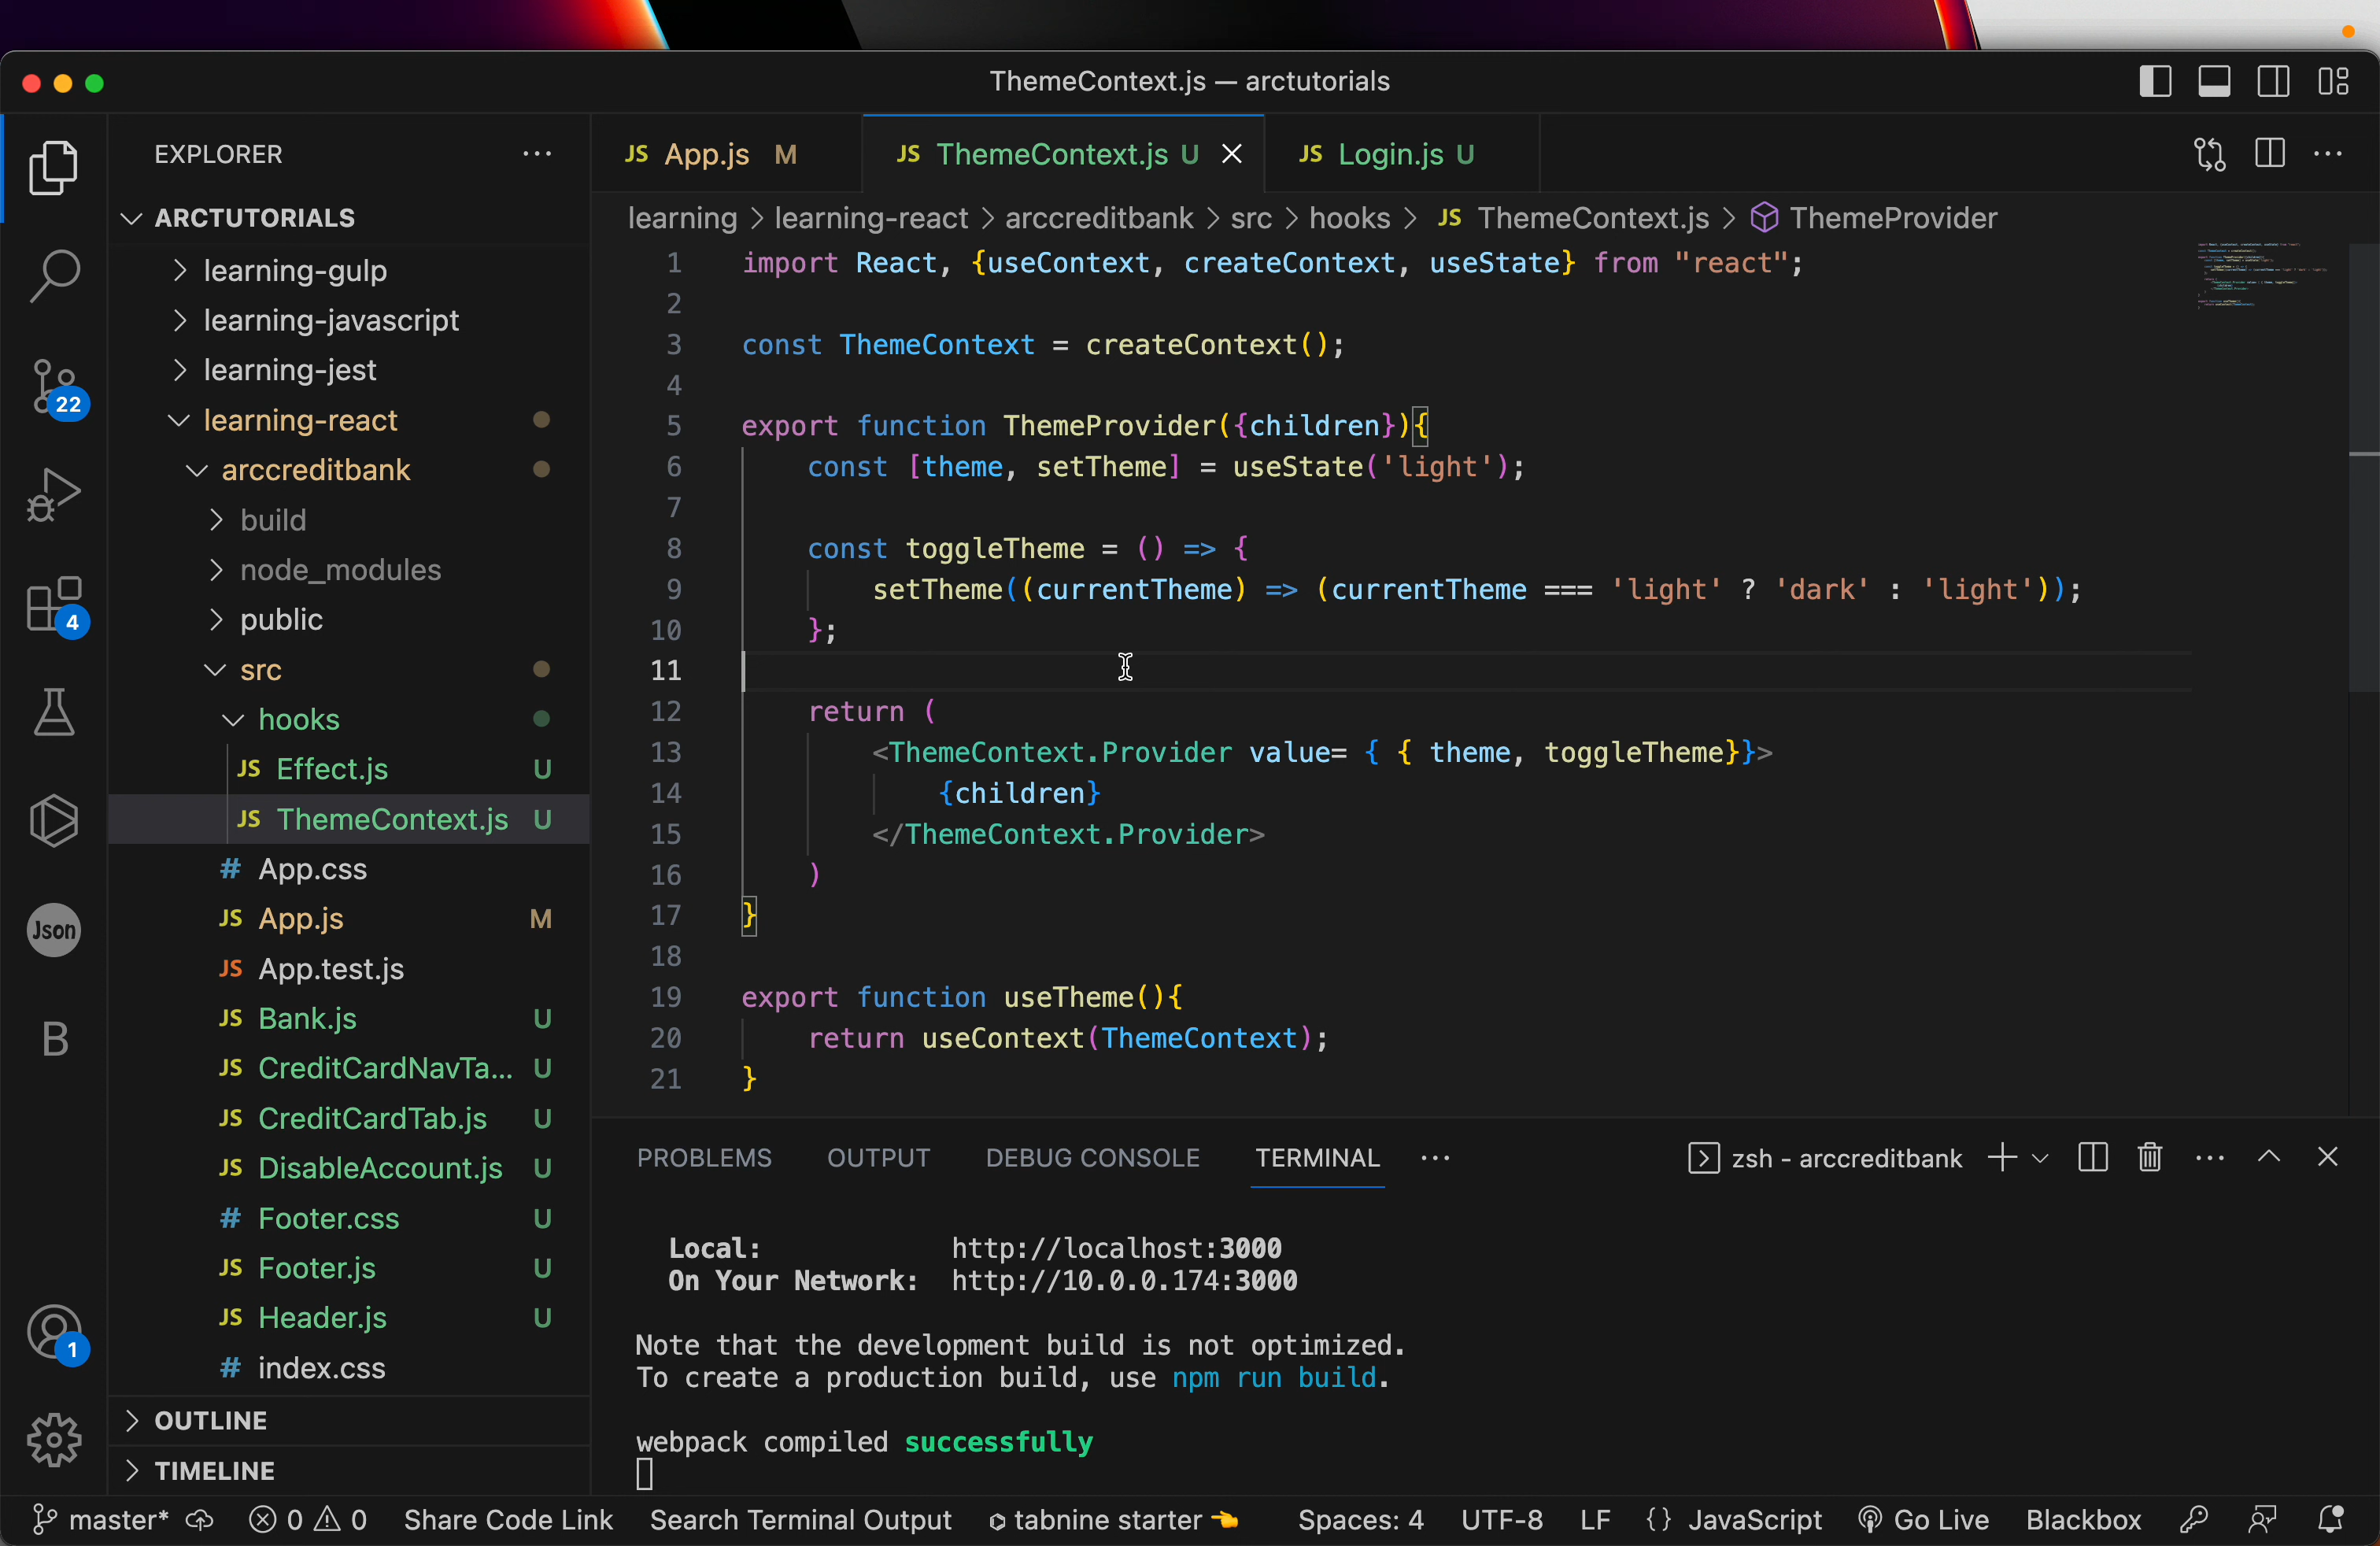 ThemeContext.js — arctutorials
EXPLORER
ARCTUTORIALS
learning-gulp
learning-javascript
learning-jest
learning-react
arccreditbank
build
node_modules
public
src
hooks
JS Effect.js U
JS ThemeContext.js U
# App.css
JS App.js M
JS App.test.js
JS Bank.js U
JS CreditCardNavTa... U
JS CreditCardTab.js U
JS DisableAccount.js U
# Footer.css U
JS Footer.js U
JS Header.js U
# index.css
OUTLINE
TIMELINE
22
4
Json
B
1
JS App.js M
JS ThemeContext.js U
JS Login.js U
learning > learning-react > arccreditbank > src > hooks > JS ThemeContext.js > ThemeProvider
1 import React, {useContext, createContext, useState} from "react";
2
3 const ThemeContext = createContext();
4
5 export function ThemeProvider({children}){
6 const [theme, setTheme] = useState('light');
7
8 const toggleTheme = () => {
9 setTheme((currentTheme) => (currentTheme === 'light' ? 'dark' : 'light'));
10 };
11
12 return (
13 <ThemeContext.Provider value= { { theme, toggleTheme}}>
14 {children}
15 </ThemeContext.Provider>
16 )
17 }
18
19 export function useTheme(){
20 return useContext(ThemeContext);
21 }
PROBLEMS OUTPUT DEBUG CONSOLE TERMINAL ··· zsh - arccreditbank
Local: http://localhost:3000
On Your Network: http://10.0.0.174:3000
Note that the development build is not optimized.
To create a production build, use npm run build.
webpack compiled successfully
master* 0 0 Share Code Link Search Terminal Output tabnine starter Spaces: 4 UTF-8 LF {} JavaScript Go Live Blackbox